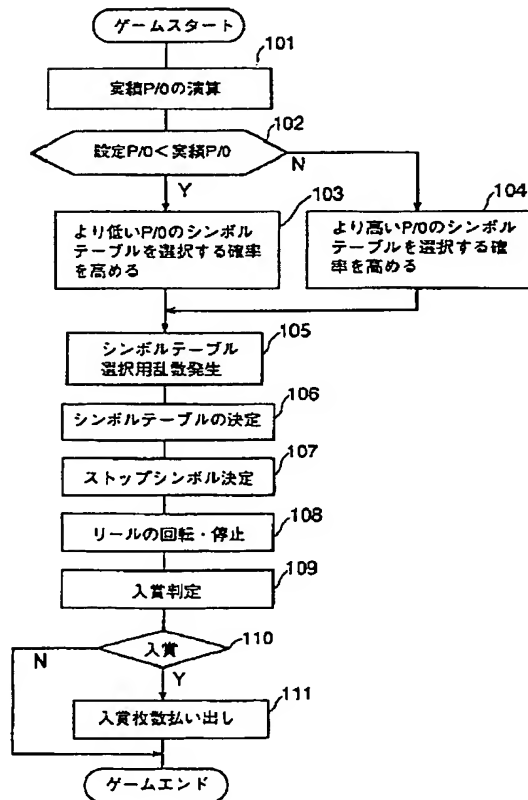 ゲームスタート
101
実績P/Oの演算
102
設定P/O<実績P/O
N
Y
103
より低いP/Oのシンボル
テーブルを選択する確率
を高める
104
より高いP/Oのシンボル
テーブルを選択する確
率を高める
105
シンボルテーブル
選択用乱数発生
106
シンボルテーブルの決定
107
ストップシンボル決定
108
リールの回転・停止
109
入賞判定
110
入賞
N
Y
111
入賞枚数払い出し
ゲームエンド